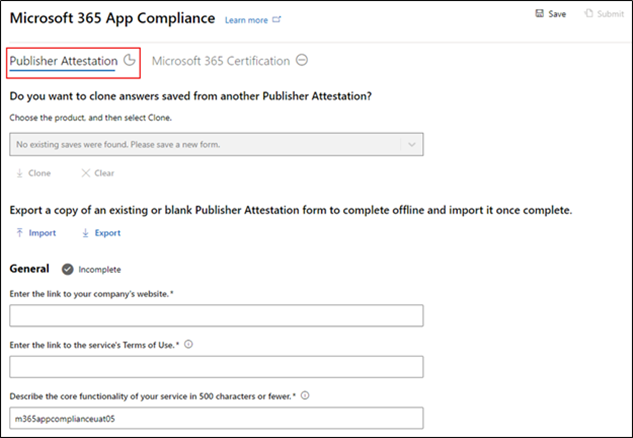 Microsoft 365 App Compliance Learn more Save Submit
Publisher Attestation Microsoft 365 Certification
Do you want to clone answers saved from another Publisher Attestation?
Choose the product, and then select Clone.
No existing saves were found. Please save a new form.
Clone Clear
Export a copy of an existing or blank Publisher Attestation form to complete offline and import it once complete.
Import Export
General Incomplete
Enter the link to your company's website.*
Enter the link to the service's Terms of Use.*
Describe the core functionality of your service in 500 characters or fewer.*
m365appcomplianceuat05